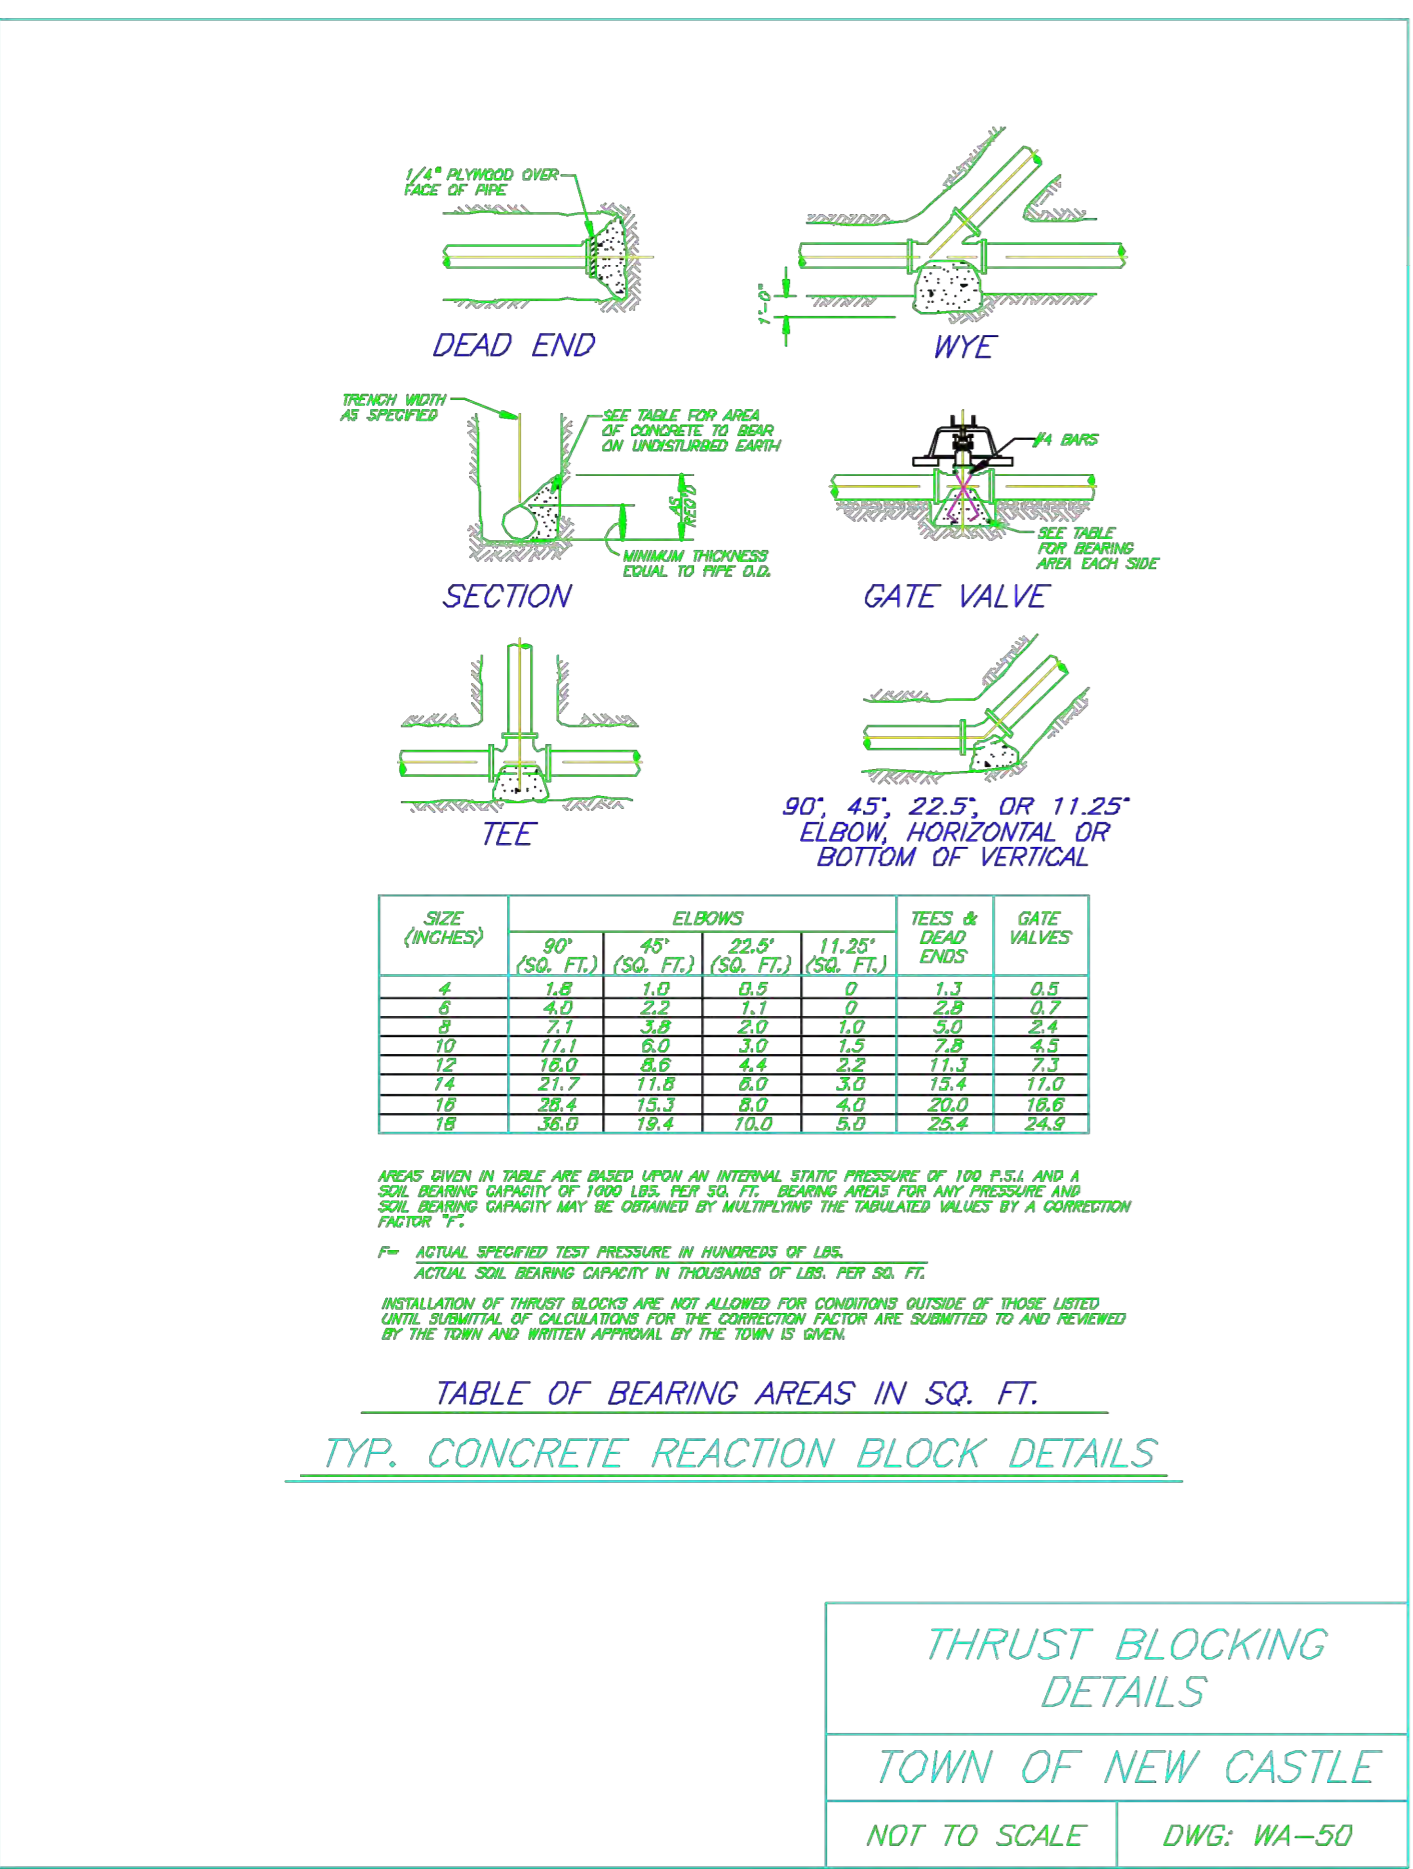 1/4" PLYWOOD OVER
FACE OF PIPE
DEAD END
1'-0"
WYE
TRENCH WIDTH
AS SPECIFIED
SEE TABLE FOR AREA
OF CONCRETE TO BEAR
ON UNDISTURBED EARTH
AS
REQ'D
MINIMUM THICKNESS
EQUAL TO PIPE O.D.
SECTION
#4 BARS
SEE TABLE
FOR BEARING
AREA EACH SIDE
GATE VALVE
TEE
90°, 45°, 22.5°, OR 11.25°
ELBOW, HORIZONTAL OR
BOTTOM OF VERTICAL
SIZE (INCHES) ELBOWS TEES & DEAD ENDS GATE VALVES
90° (SQ. FT.) 45° (SQ. FT.) 22.5° (SQ. FT.) 11.25° (SQ. FT.)
4 1.8 1.0 0.5 0 1.3 0.5
6 4.0 2.2 1.1 0 2.8 0.7
8 7.1 3.8 2.0 1.0 5.0 2.4
10 11.1 6.0 3.0 1.5 7.8 4.5
12 16.0 8.6 4.4 2.2 11.3 7.3
14 21.7 11.8 6.0 3.0 15.4 11.0
16 28.4 15.3 8.0 4.0 20.0 16.6
18 36.0 19.4 10.0 5.0 25.4 24.9
AREAS GIVEN IN TABLE ARE BASED UPON AN INTERNAL STATIC PRESSURE OF 100 P.S.I. AND A
SOIL BEARING CAPACITY OF 1000 LBS. PER SQ. FT. BEARING AREAS FOR ANY PRESSURE AND
SOIL BEARING CAPACITY MAY BE OBTAINED BY MULTIPLYING THE TABULATED VALUES BY A CORRECTION
FACTOR "F".
F= ACTUAL SPECIFIED TEST PRESSURE IN HUNDREDS OF LBS.
ACTUAL SOIL BEARING CAPACITY IN THOUSANDS OF LBS. PER SQ. FT.
INSTALLATION OF THRUST BLOCKS ARE NOT ALLOWED FOR CONDITIONS OUTSIDE OF THOSE LISTED
UNTIL SUBMITTAL OF CALCULATIONS FOR THE CORRECTION FACTOR ARE SUBMITTED TO AND REVIEWED
BY THE TOWN AND WRITTEN APPROVAL BY THE TOWN IS GIVEN.
TABLE OF BEARING AREAS IN SQ. FT.
TYP. CONCRETE REACTION BLOCK DETAILS
THRUST BLOCKING
DETAILS
TOWN OF NEW CASTLE
NOT TO SCALE
DWG: WA-50